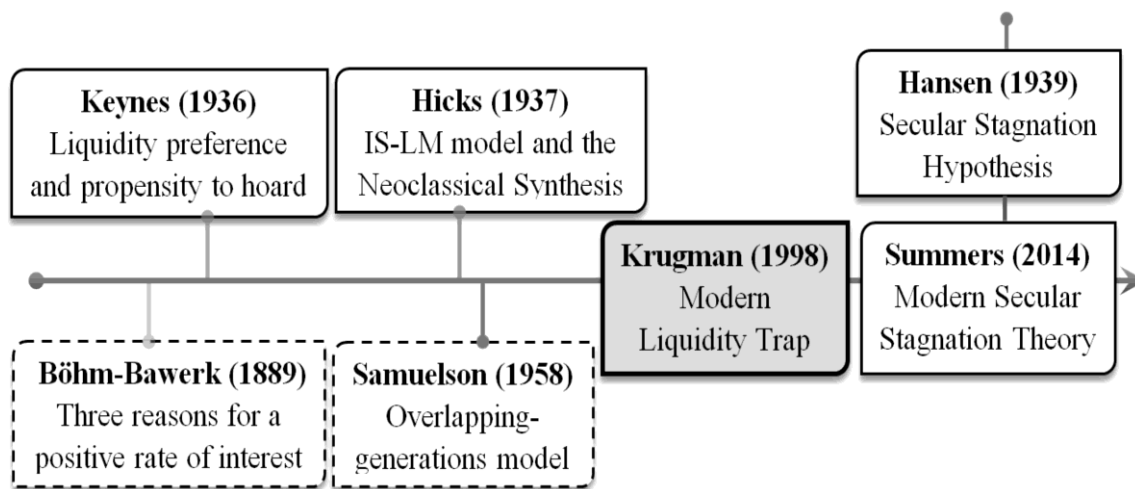 Keynes (1936)
Liquidity preference
and propensity to hoard
Hicks (1937)
IS-LM model and the
Neoclassical Synthesis
Hansen (1939)
Secular Stagnation
Hypothesis
Krugman (1998)
Modern
Liquidity Trap
Summers (2014)
Modern Secular
Stagnation Theory
Böhm-Bawerk (1889)
Three reasons for a
positive rate of interest
Samuelson (1958)
Overlapping-
generations model